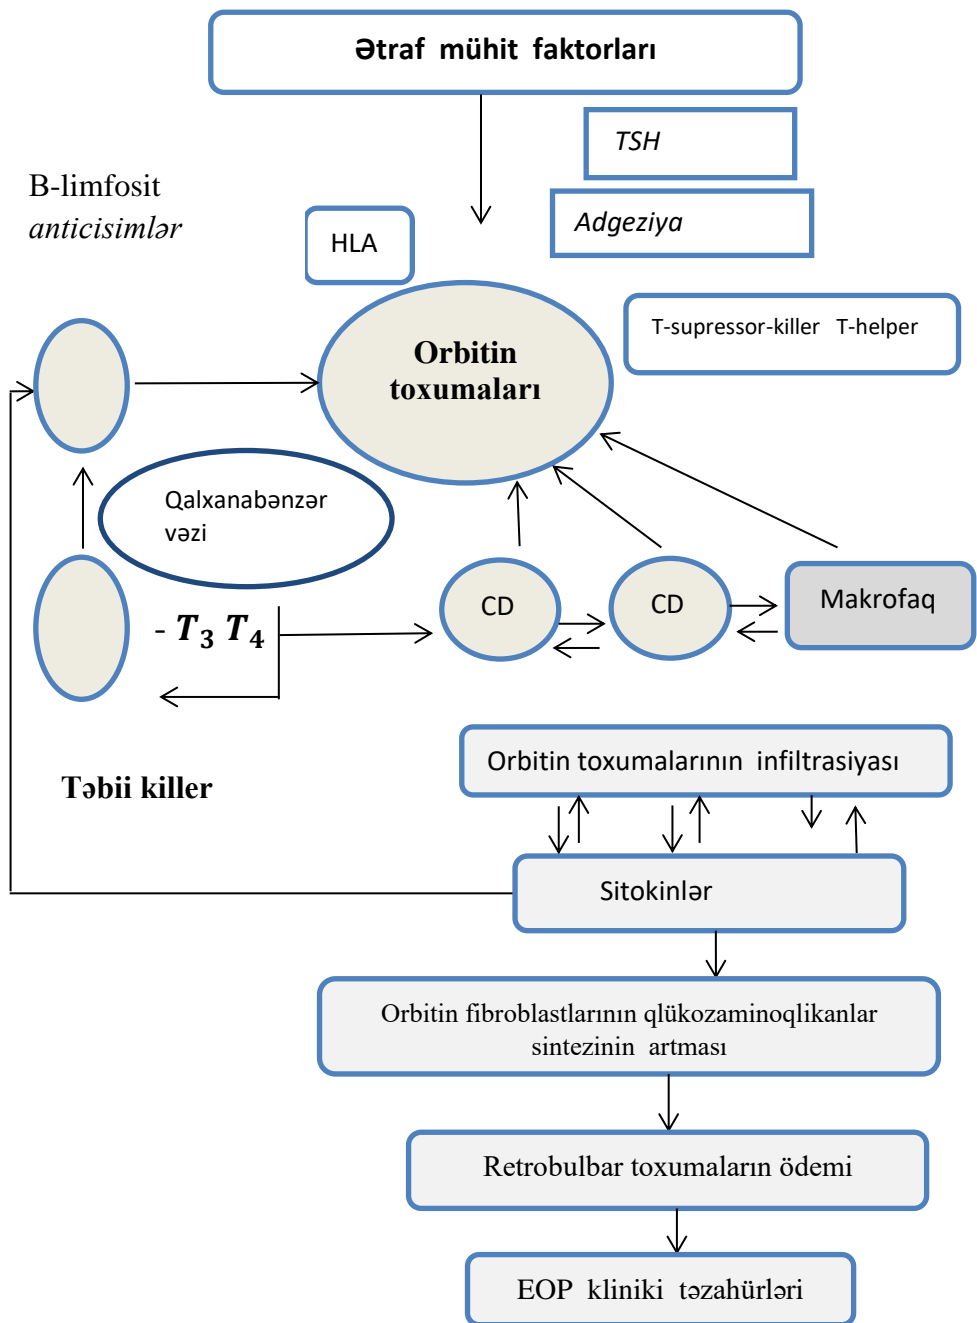 Ətraf mühit faktorları
TSH
B-limfosit
anticisimlər
Adgeziya
HLA
T-supressor-killer T-helper
Orbitin
toxumaları
Qalxanabənzər
vəzi
- T₃ T₄
CD
CD
Makrofaq
Orbitin toxumalarının infiltrasiyası
Təbii killer
Sitokinlər
Orbitin fibroblastlarının qlükozaminoqlikanlar
sintezinin artması
Retrobulbar toxumaların ödemi
EOP kliniki təzahürləri